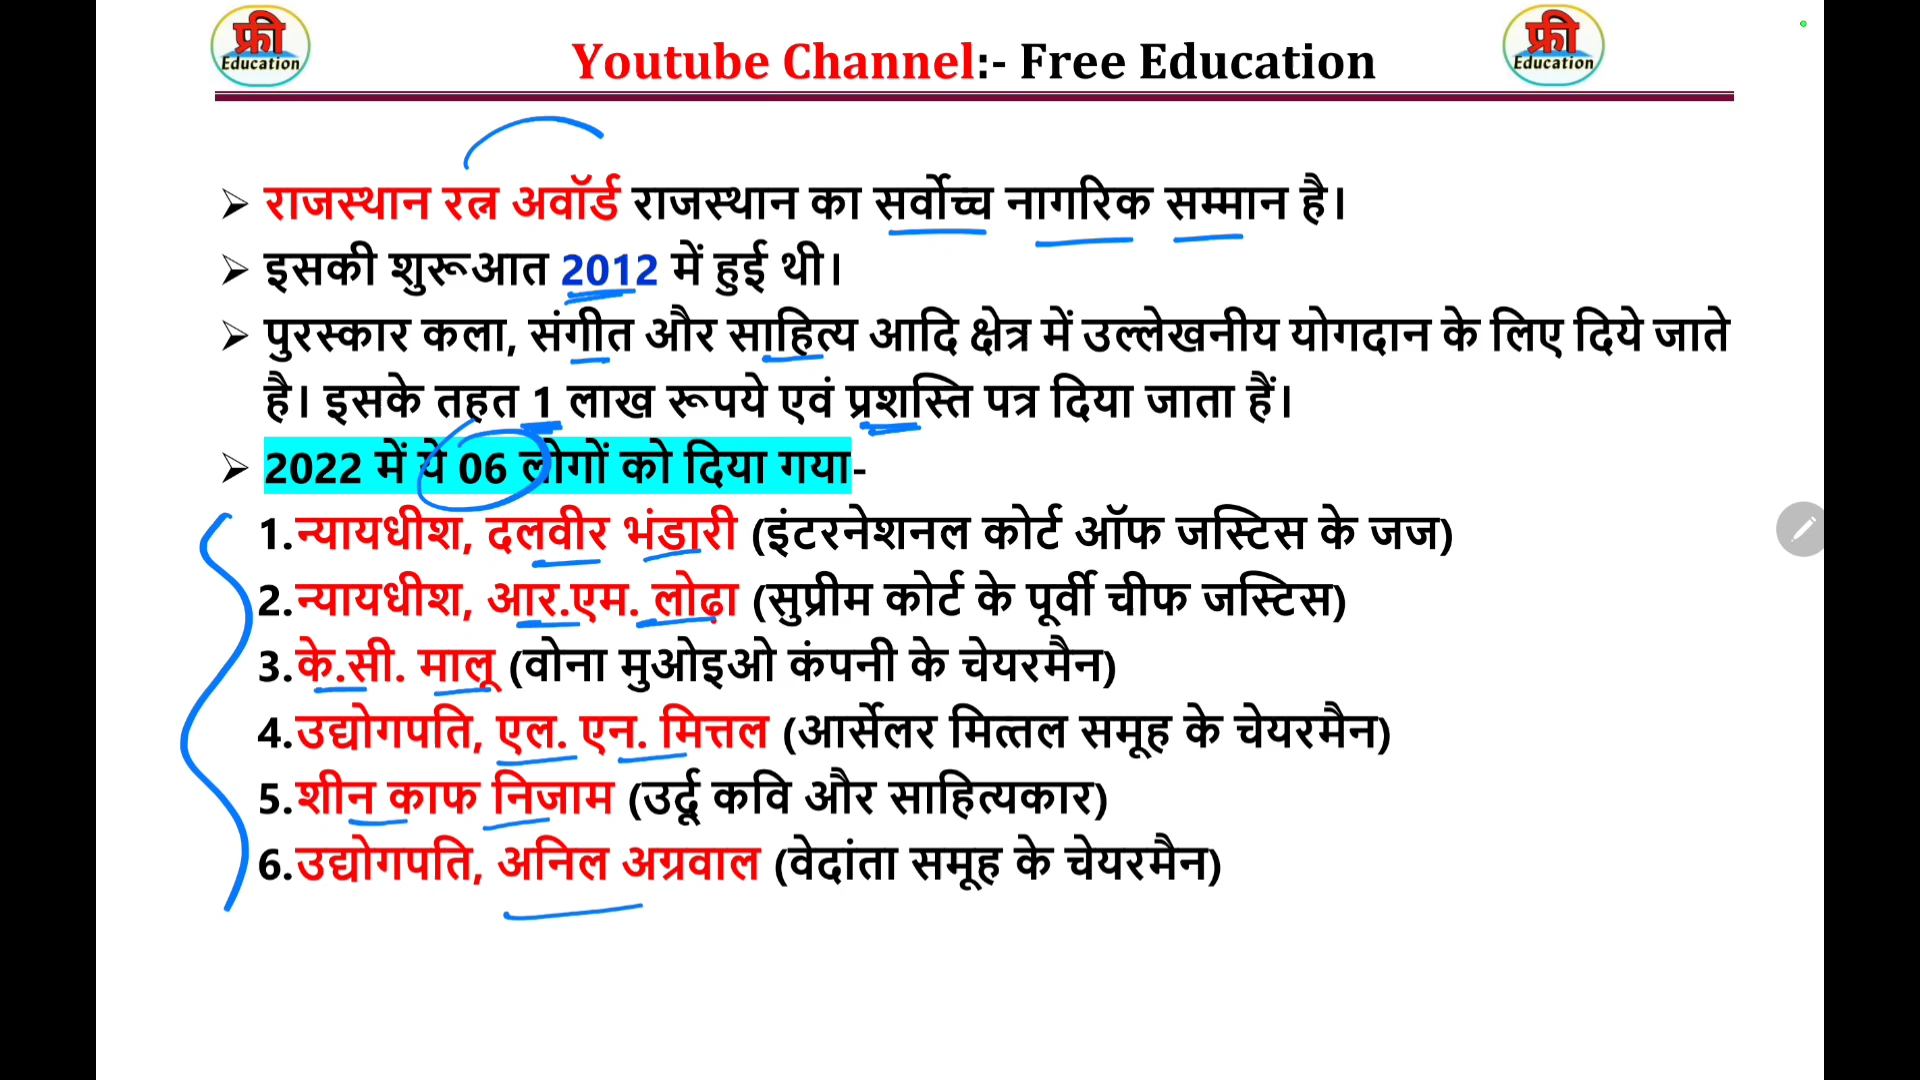 फ्री
Education
Youtube Channel:- Free Education
फ्री
Education
➢ राजस्थान रत्न अवॉर्ड राजस्थान का सर्वोच्च नागरिक सम्मान है।
➢ इसकी शुरूआत 2012 में हुई थी।
➢ पुरस्कार कला, संगीत और साहित्य आदि क्षेत्र में उल्लेखनीय योगदान के लिए दिये जाते
है। इसके तहत 1 लाख रूपये एवं प्रशस्ति पत्र दिया जाता हैं।
➢ 2022 में ये 06 लोगों को दिया गया-
1.न्यायधीश, दलवीर भंडारी (इंटरनेशनल कोर्ट ऑफ जस्टिस के जज)
2.न्यायधीश, आर.एम. लोढ़ा (सुप्रीम कोर्ट के पूर्वी चीफ जस्टिस)
3.के.सी. मालू (वोना मुओइओ कंपनी के चेयरमैन)
4.उद्योगपति, एल. एन. मित्तल (आर्सेलर मित्तल समूह के चेयरमैन)
5.शीन काफ निजाम (उर्दू कवि और साहित्यकार)
6.उद्योगपति, अनिल अग्रवाल (वेदांता समूह के चेयरमैन)